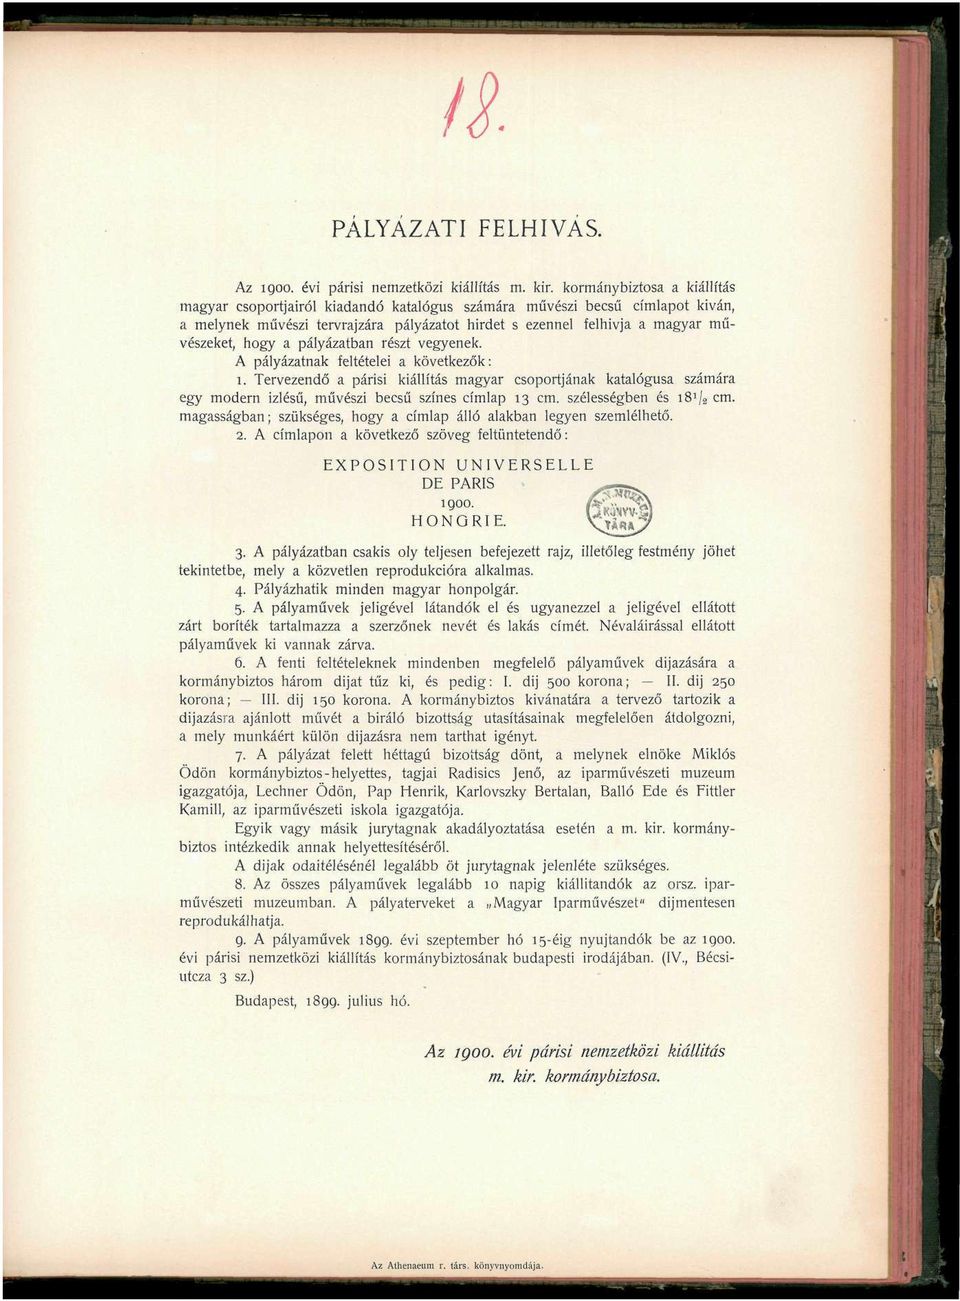 18.
PÁLYÁZATI FELHIVÁS.
Az 1900. évi párisi nemzetközi kiállítás m. kir. kormánybiztosa a kiállítás
magyar csoportjairól kiadandó katalógus számára művészi becsű címlapot kiván,
a melynek művészi tervrajzára pályázatot hirdet s ezennel felhivja a magyar mű-
vészeket, hogy a pályázatban részt vegyenek.
A pályázatnak feltételei a következők:
1. Tervezendő a párisi kiállítás magyar csoportjának katalógusa számára
egy modern izlésű, művészi becsű színes címlap 13 cm. szélességben és 18¹/₂ cm.
magasságban; szükséges, hogy a címlap álló alakban legyen szemlélhető.
2. A címlapon a következő szöveg feltüntetendő:
EXPOSITION UNIVERSELLE
DE PARIS
1900.
HONGRIE.
I.M.N. MUZEUM
KÖNYV-
TÁRA
3. A pályázatban csakis oly teljesen befejezett rajz, illetőleg festmény jöhet
tekintetbe, mely a közvetlen reprodukcióra alkalmas.
4. Pályázhatik minden magyar honpolgár.
5. A pályaművek jeligével látandók el és ugyanezzel a jeligével ellátott
zárt boríték tartalmazza a szerzőnek nevét és lakás címét. Névaláirással ellátott
pályaművek ki vannak zárva.
6. A fenti feltételeknek mindenben megfelelő pályaművek dijazására a
kormánybiztos három dijat tűz ki, és pedig: I. dij 500 korona; — II. dij 250
korona; — III. dij 150 korona. A kormánybiztos kivánatára a tervező tartozik a
dijazásra ajánlott művét a biráló bizottság utasításainak megfelelően átdolgozni,
a mely munkáért külön dijazásra nem tarthat igényt.
7. A pályázat felett héttagú bizottság dönt, a melynek elnöke Miklós
Ödön kormánybiztos-helyettes, tagjai Radisics Jenő, az iparművészeti muzeum
igazgatója, Lechner Ödön, Pap Henrik, Karlovszky Bertalan, Balló Ede és Fittler
Kamill, az iparművészeti iskola igazgatója.
Egyik vagy másik jurytagnak akadályoztatása esetén a m. kir. kormány-
biztos intézkedik annak helyettesítéséről.
A dijak odaitélésénél legalább öt jurytagnak jelenléte szükséges.
8. Az összes pályaművek legalább 10 napig kiállitandók az orsz. ipar-
művészeti muzeumban. A pályaterveket a „Magyar Iparművészet" dijmentesen
reprodukálhatja.
9. A pályaművek 1899. évi szeptember hó 15-éig nyujtandók be az 1900.
évi párisi nemzetközi kiállítás kormánybiztosának budapesti irodájában. (IV., Bécsi-
utcza 3 sz.)
Budapest, 1899. julius hó.
Az 1900. évi párisi nemzetközi kiállitás
m. kir. kormánybiztosa.
Az Athenaeum r. társ. könyvnyomdája.